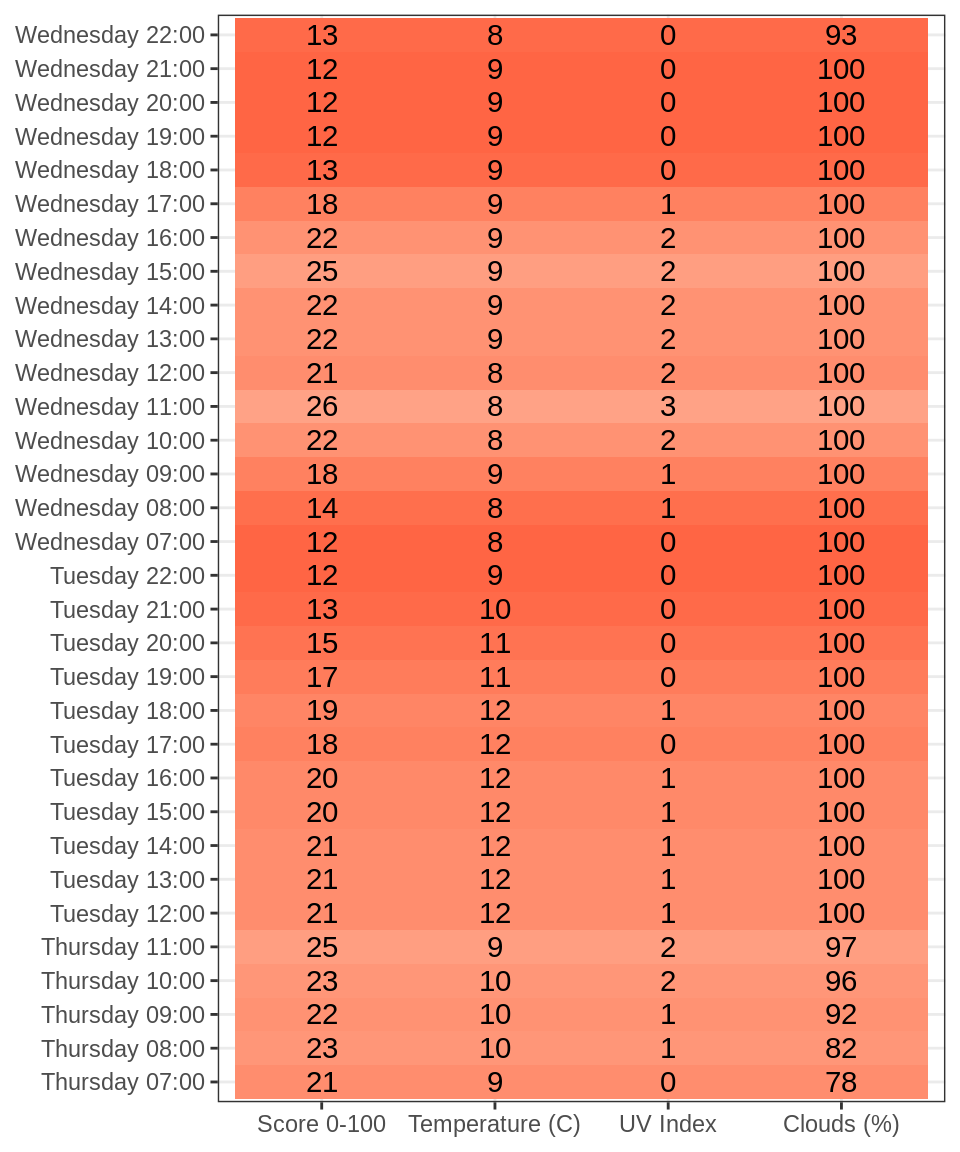 Wednesday 22:00 13 8 0 93
Wednesday 21:00 12 9 0 100
Wednesday 20:00 12 9 0 100
Wednesday 19:00 12 9 0 100
Wednesday 18:00 13 9 0 100
Wednesday 17:00 18 9 1 100
Wednesday 16:00 22 9 2 100
Wednesday 15:00 25 9 2 100
Wednesday 14:00 22 9 2 100
Wednesday 13:00 22 9 2 100
Wednesday 12:00 21 8 2 100
Wednesday 11:00 26 8 3 100
Wednesday 10:00 22 8 2 100
Wednesday 09:00 18 9 1 100
Wednesday 08:00 14 8 1 100
Wednesday 07:00 12 8 0 100
Tuesday 22:00 12 9 0 100
Tuesday 21:00 13 10 0 100
Tuesday 20:00 15 11 0 100
Tuesday 19:00 17 11 0 100
Tuesday 18:00 19 12 1 100
Tuesday 17:00 18 12 0 100
Tuesday 16:00 20 12 1 100
Tuesday 15:00 20 12 1 100
Tuesday 14:00 21 12 1 100
Tuesday 13:00 21 12 1 100
Tuesday 12:00 21 12 1 100
Thursday 11:00 25 9 2 97
Thursday 10:00 23 10 2 96
Thursday 09:00 22 10 1 92
Thursday 08:00 23 10 1 82
Thursday 07:00 21 9 0 78
Score 0-100 Temperature (C) UV Index Clouds (%)